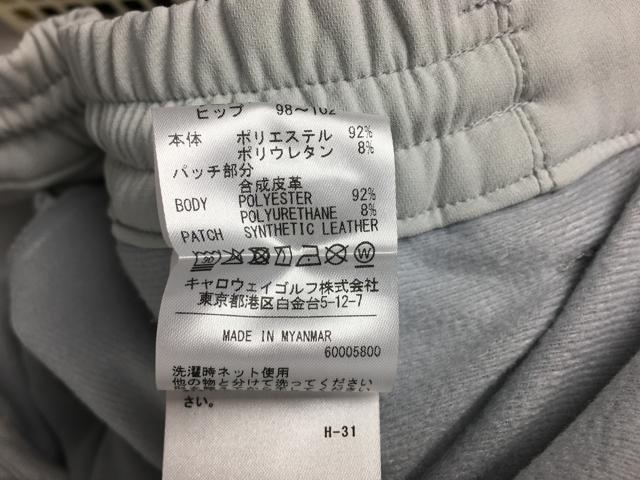 ヒップ 98～102
本体 ポリエステル 92%
ポリウレタン 8%
パッチ部分
合成皮革
BODY POLYESTER 92%
POLYURETHANE 8%
PATCH SYNTHETIC LEATHER
キャロウェイゴルフ株式会社
東京都港区白金台5-12-7
MADE IN MYANMAR
60005800
洗濯時ネット使用
他の物と分けて洗ってください
さい。
H-31